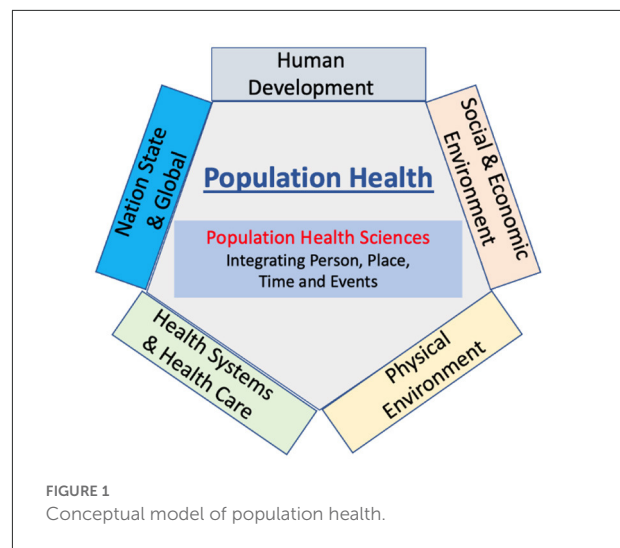 Human
Development
Nation State
& Global
Social & Economic
Environment
Population Health
Population Health Sciences
Integrating Person, Place,
Time and Events
Health Systems
& Health Care
Physical
Environment
FIGURE 1
Conceptual model of population health.